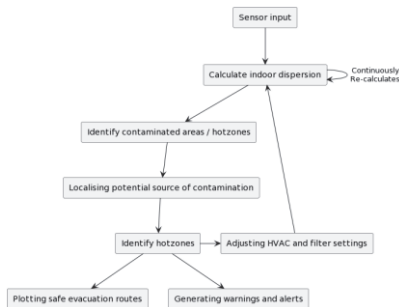 Sensor input
Calculate indoor dispersion
Continuously
Re-calculates
Identify contaminated areas / hotzones
Localising potential source of contamination
Identify hotzones
Adjusting HVAC and filter settings
Plotting safe evacuation routes
Generating warnings and alerts